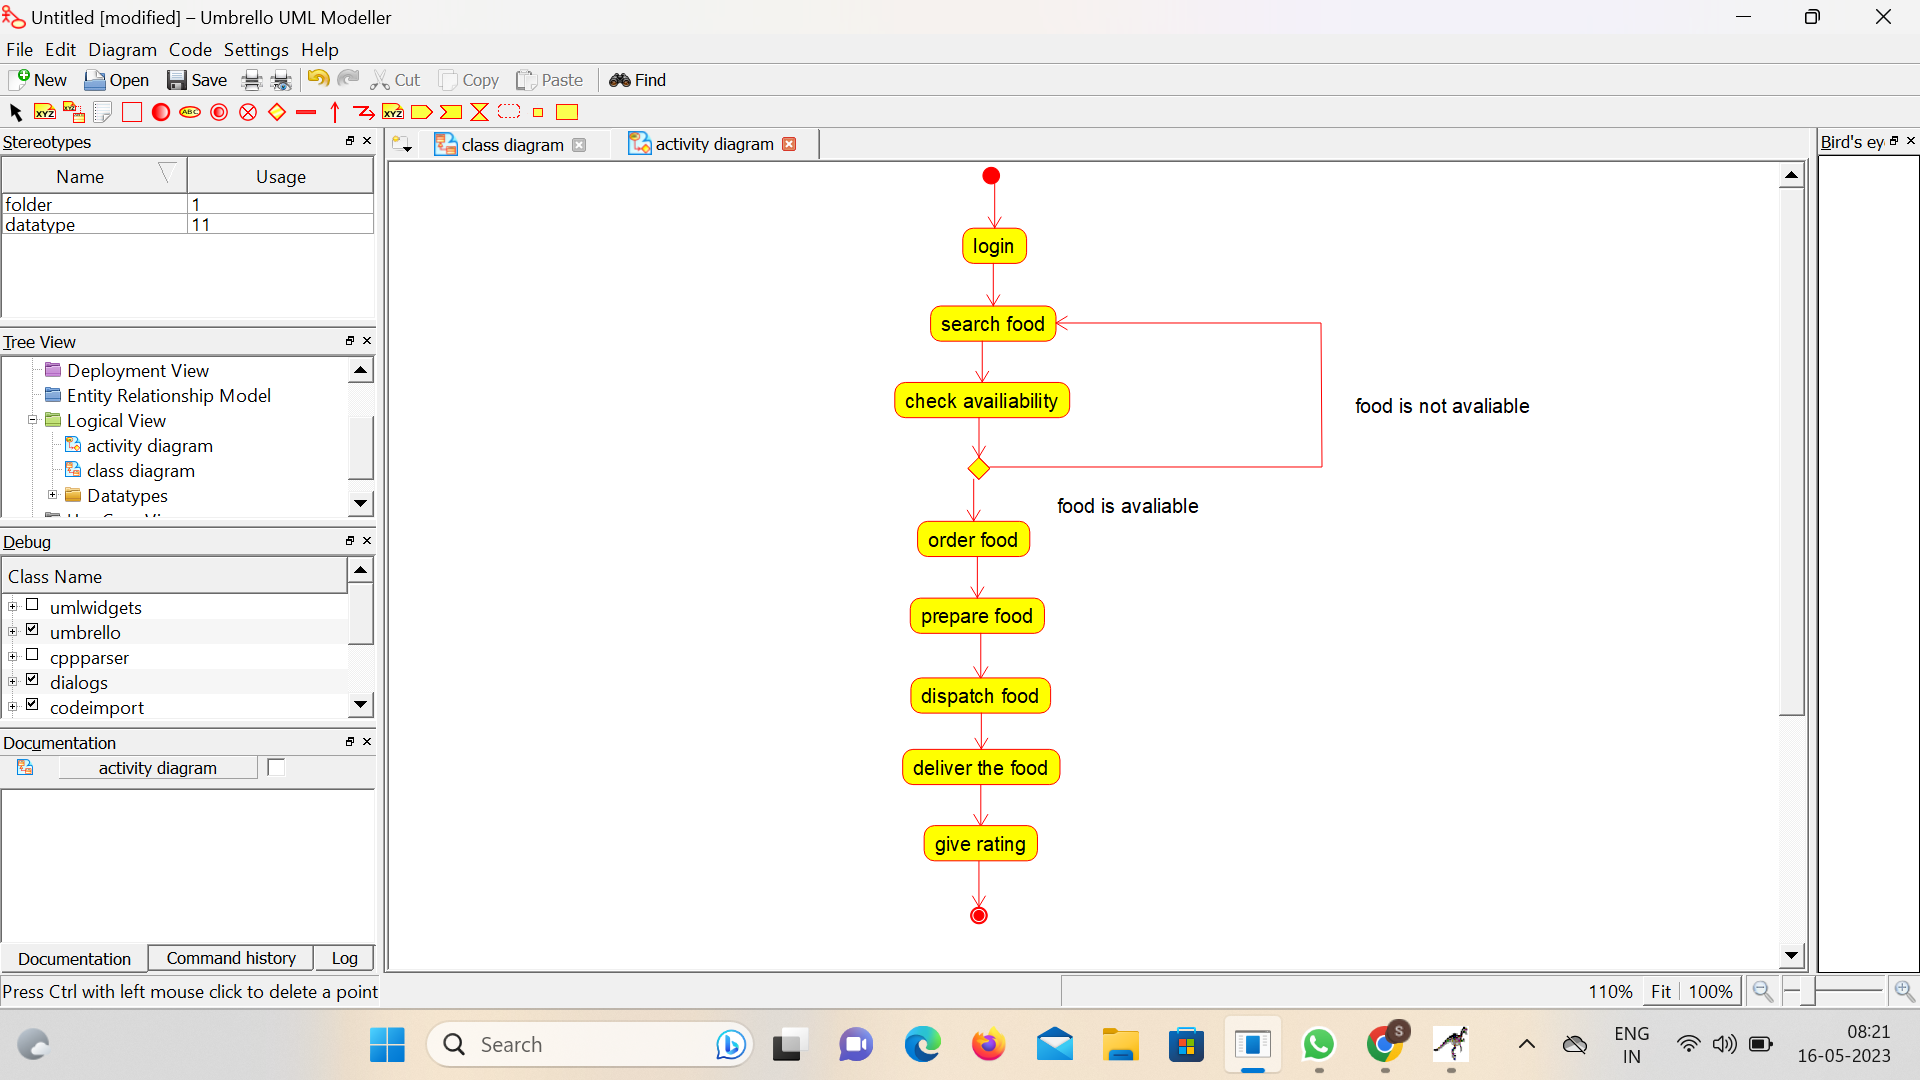 Untitled [modified] – Umbrello UML Modeller
File Edit Diagram Code Settings Help
New Open Save Cut Copy Paste Find
XYZ XYZ ABC XYZ
Stereotypes
Name Usage
folder 1
datatype 11
Tree View
Deployment View
Entity Relationship Model
Logical View
activity diagram
class diagram
Datatypes
Debug
Class Name
umlwidgets
umbrello
cppparser
dialogs
codeimport
Documentation
activity diagram
Documentation Command history Log
Press Ctrl with left mouse click to delete a point
class diagram activity diagram
login
search food
check availiability
food is not avaliable
food is avaliable
order food
prepare food
dispatch food
deliver the food
give rating
Bird's ey
110% Fit 100%
Search
S
ENG
IN
08:21
16-05-2023